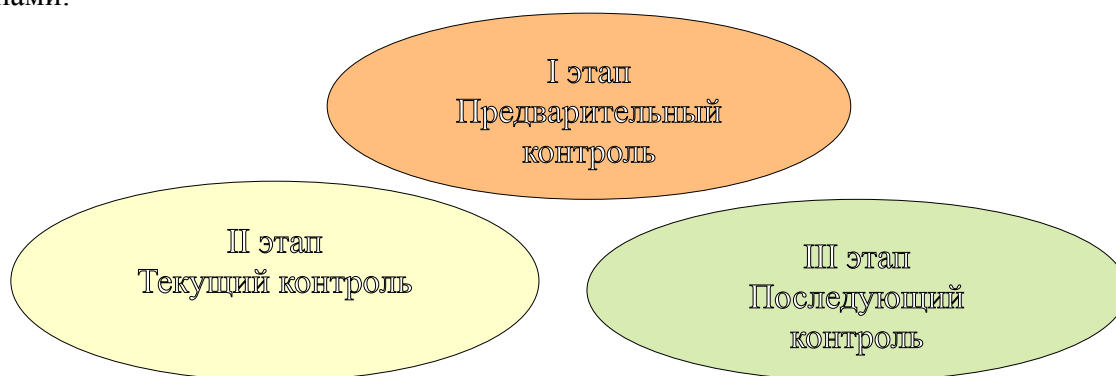 I этап
Предварительный
контроль
II этап
Текущий контроль
III этап
Последующий
контроль